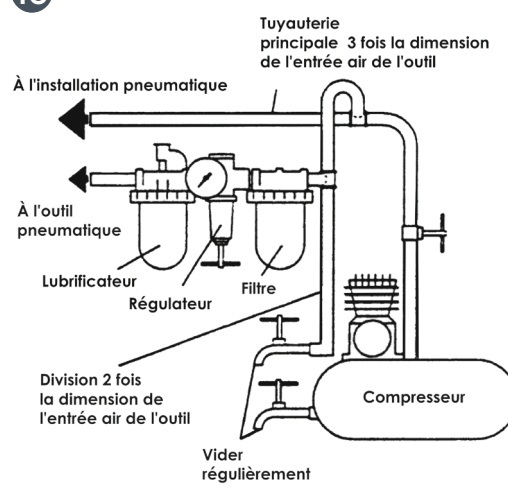 Tuyauterie
principale 3 fois la dimension
de l'entrée air de l'outil
À l'installation pneumatique
À l'outil
pneumatique
Lubrificateur
Régulateur
Filtre
Division 2 fois
la dimension de
l'entrée air de l'outil
Compresseur
Vider
régulièrement